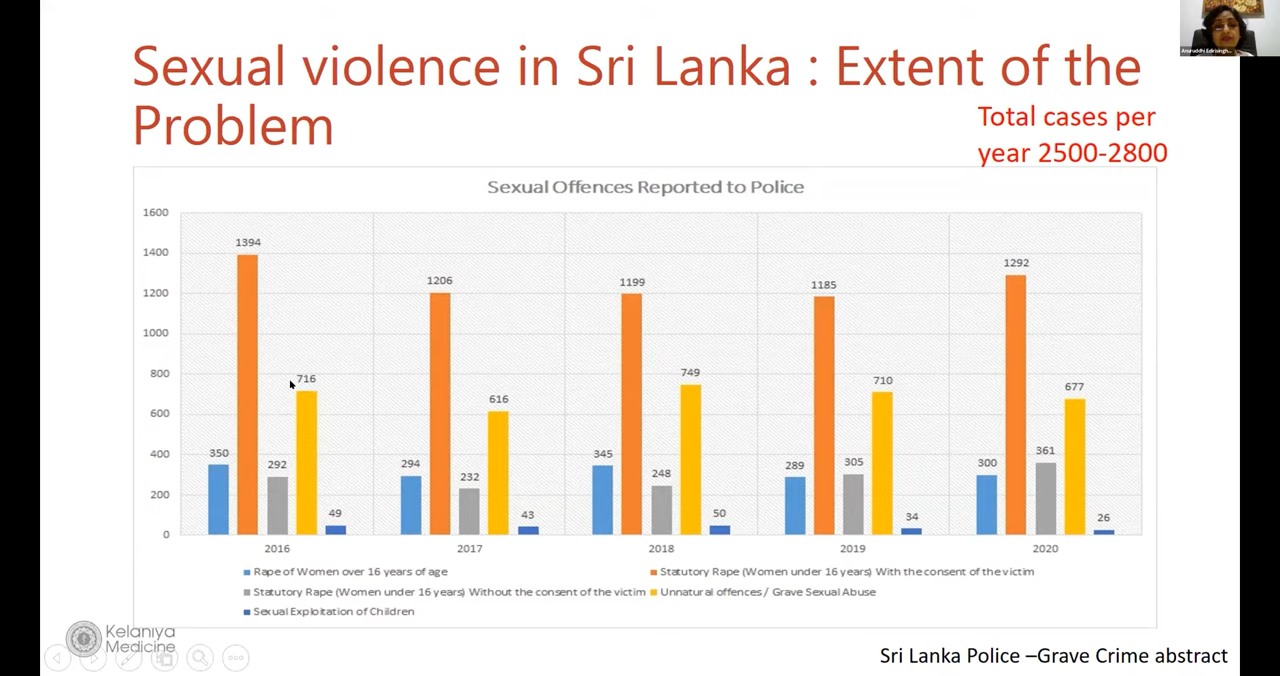 Anuruddhi Edirisingh...
Sexual violence in Sri Lanka : Extent of the
Problem
Total cases per
year 2500-2800
Sexual Offences Reported to Police
1600
1400
1200
1000
800
600
400
200
0
350
1394
292
716
49
294
1206
232
616
43
345
1199
248
749
50
289
1185
305
710
34
300
1292
361
677
26
2016
2017
2018
2019
2020
Rape of Women over 16 years of age
Statutory Rape (Women under 16 years) With the consent of the victim
Statutory Rape (Women under 16 years) Without the consent of the victim
Unnatural offences / Grave Sexual Abuse
Sexual Exploitation of Children
Kelaniya
Medicine
Sri Lanka Police –Grave Crime abstract